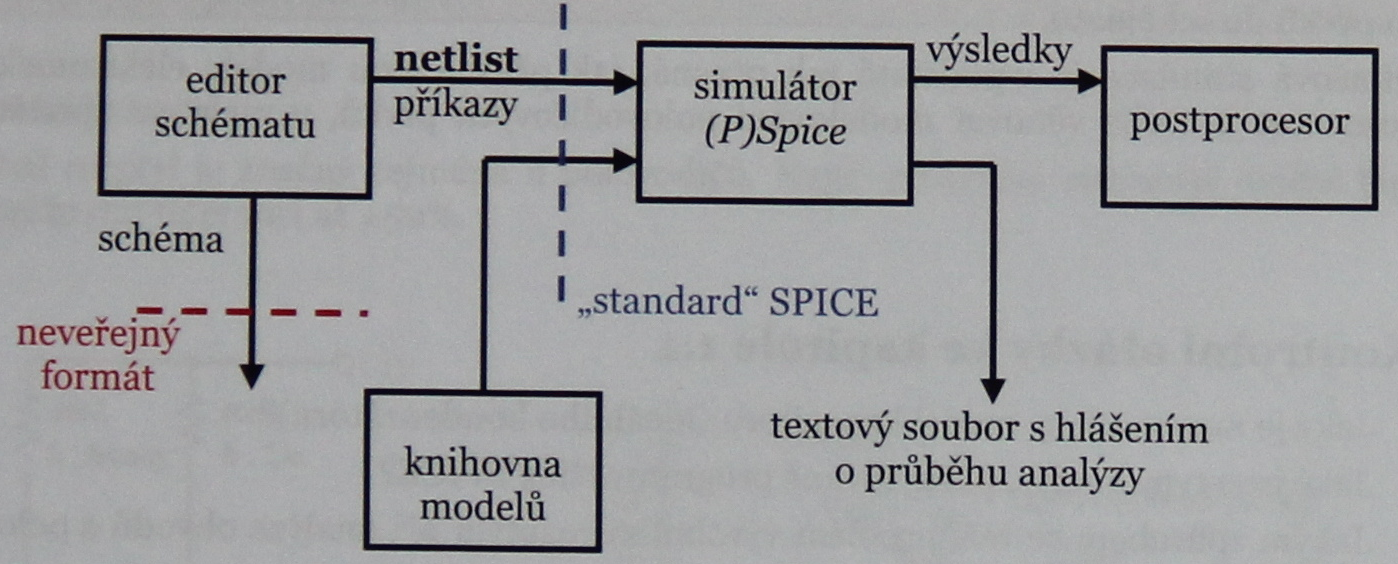 editor
schématu
netlist
příkazy
simulátor
(P)Spice
výsledky
postprocesor
schéma
„standard“ SPICE
neveřejný
formát
knihovna
modelů
textový soubor s hlášením
o průběhu analýzy